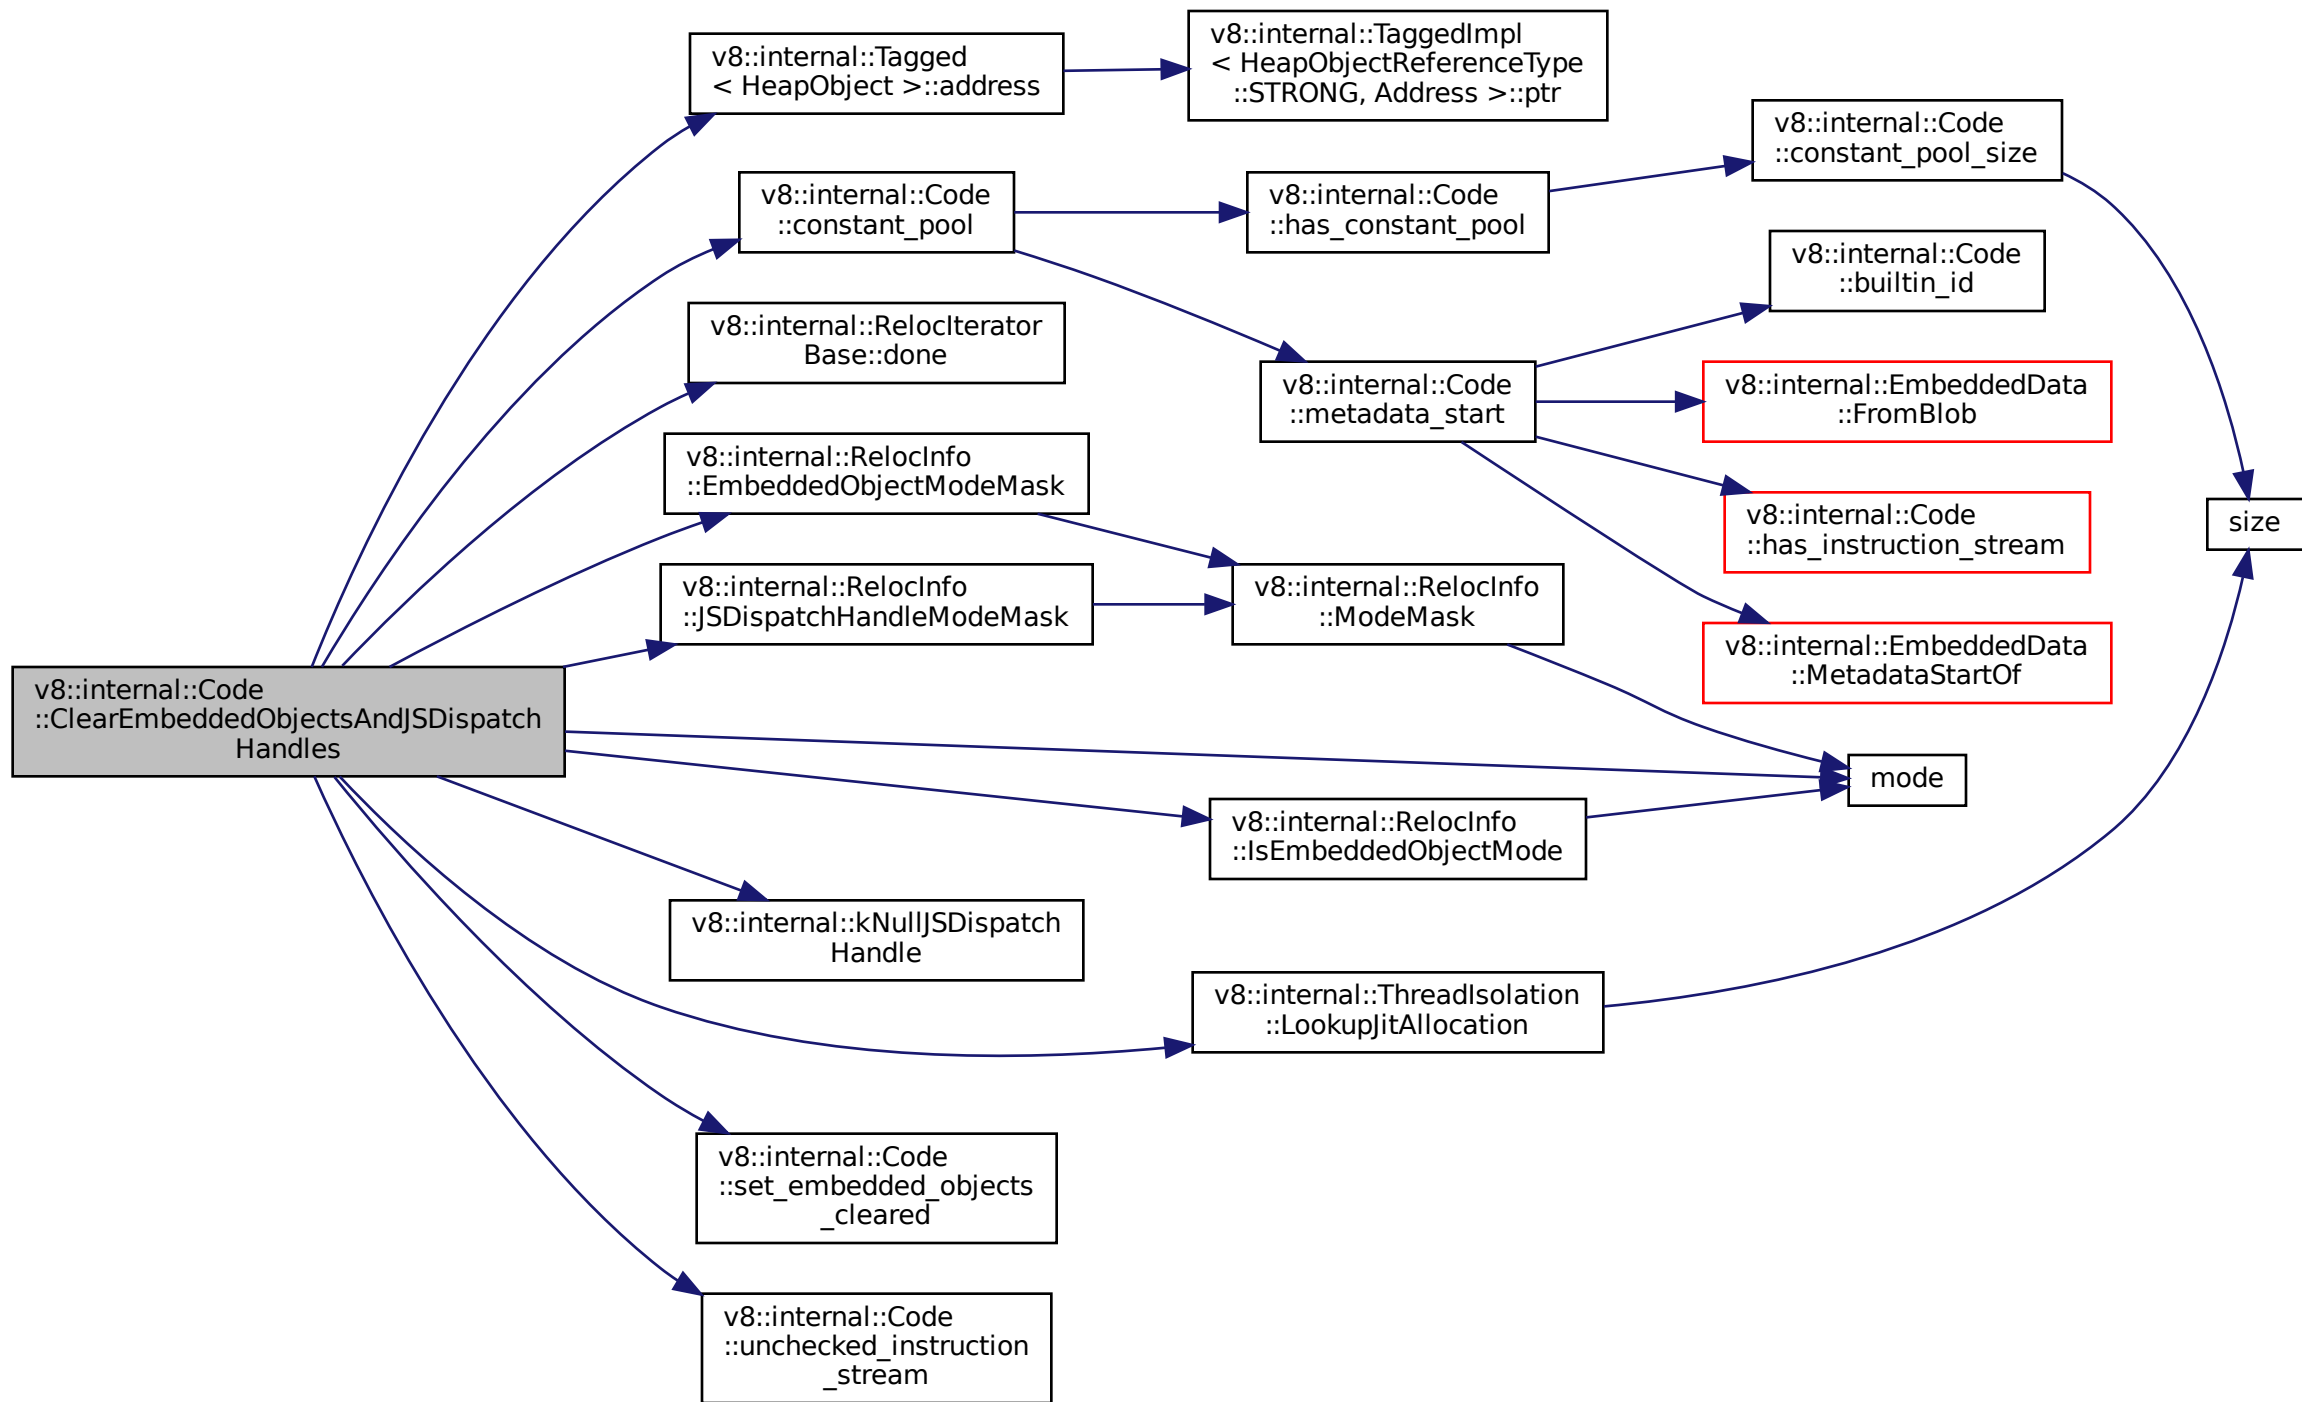 v8::internal::Code
::ClearEmbeddedObjectsAndJSDispatch
Handles
v8::internal::Tagged
< HeapObject >::address
v8::internal::TaggedImpl
< HeapObjectReferenceType
::STRONG, Address >::ptr
v8::internal::Code
::constant_pool
v8::internal::Code
::has_constant_pool
v8::internal::Code
::constant_pool_size
size
v8::internal::Code
::metadata_start
v8::internal::Code
::builtin_id
v8::internal::EmbeddedData
::FromBlob
v8::internal::Code
::has_instruction_stream
v8::internal::EmbeddedData
::MetadataStartOf
v8::internal::RelocIterator
Base::done
v8::internal::RelocInfo
::EmbeddedObjectModeMask
v8::internal::RelocInfo
::ModeMask
mode
v8::internal::RelocInfo
::JSDispatchHandleModeMask
v8::internal::RelocInfo
::IsEmbeddedObjectMode
v8::internal::kNullJSDispatch
Handle
v8::internal::ThreadIsolation
::LookupJitAllocation
v8::internal::Code
::set_embedded_objects
_cleared
v8::internal::Code
::unchecked_instruction
_stream